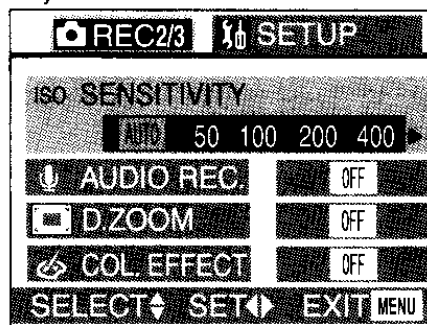 REC2/3 SETUP
ISO SENSITIVITY
AUTO 50 100 200 400
AUDIO REC. OFF
D.ZOOM OFF
COL. EFFECT OFF
SELECT SET EXIT MENU